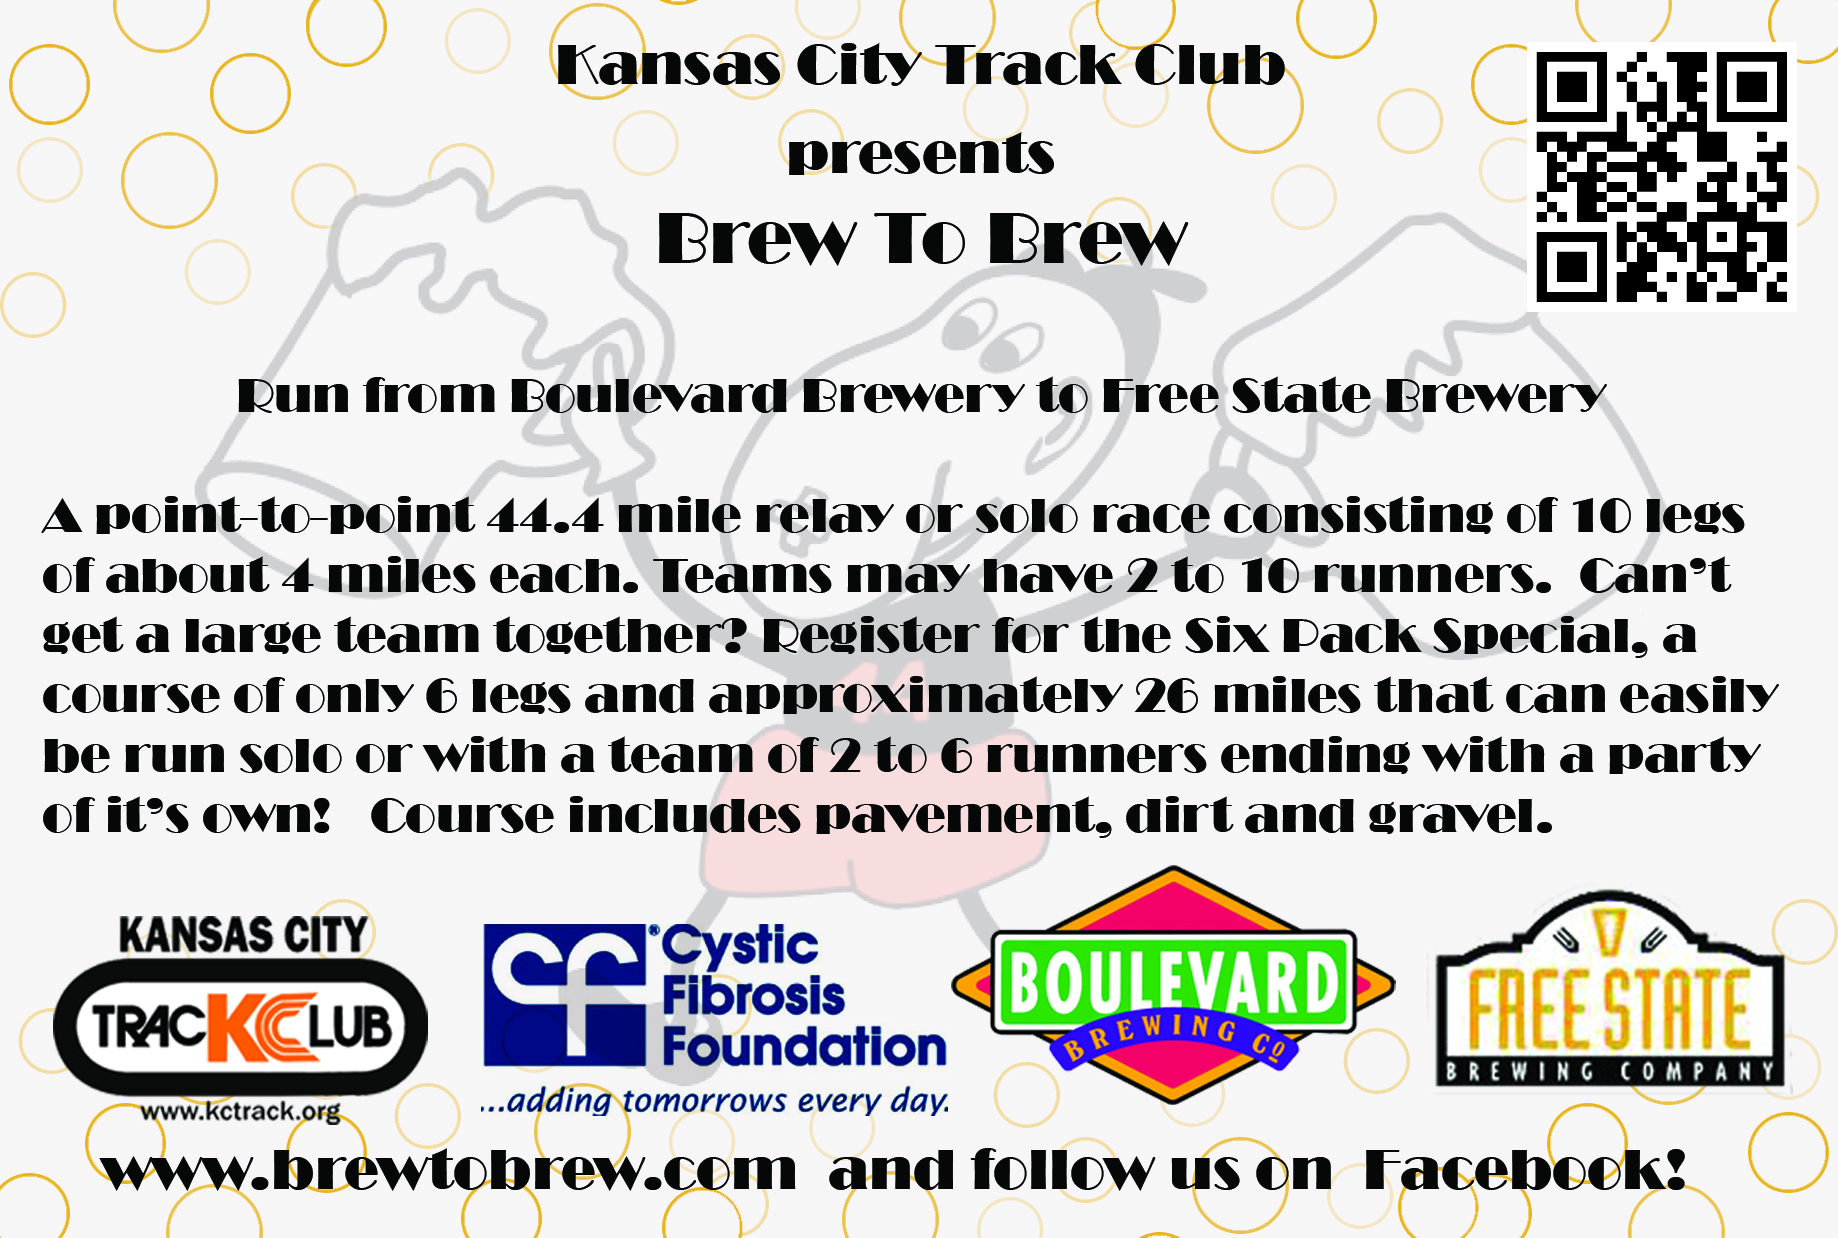 Kansas City Track Club
presents
Brew To Brew
Run from Boulevard Brewery to Free State Brewery
A point-to-point 44.4 mile relay or solo race consisting of 10 legs
of about 4 miles each. Teams may have 2 to 10 runners.  Can't
get a large team together? Register for the Six Pack Special, a
course of only 6 legs and approximately 26 miles that can easily
be run solo or with a team of 2 to 6 runners ending with a party
of it's own!   Course includes pavement, dirt and gravel.
44
KANSAS CITY
TRACKCLUB
www.kctrack.org
cf® Cystic
Fibrosis
Foundation
...adding tomorrows every day.
BOULEVARD
BREWING Co
FREE STATE
BREWING COMPANY
www.brewtobrew.com  and follow us on  Facebook!